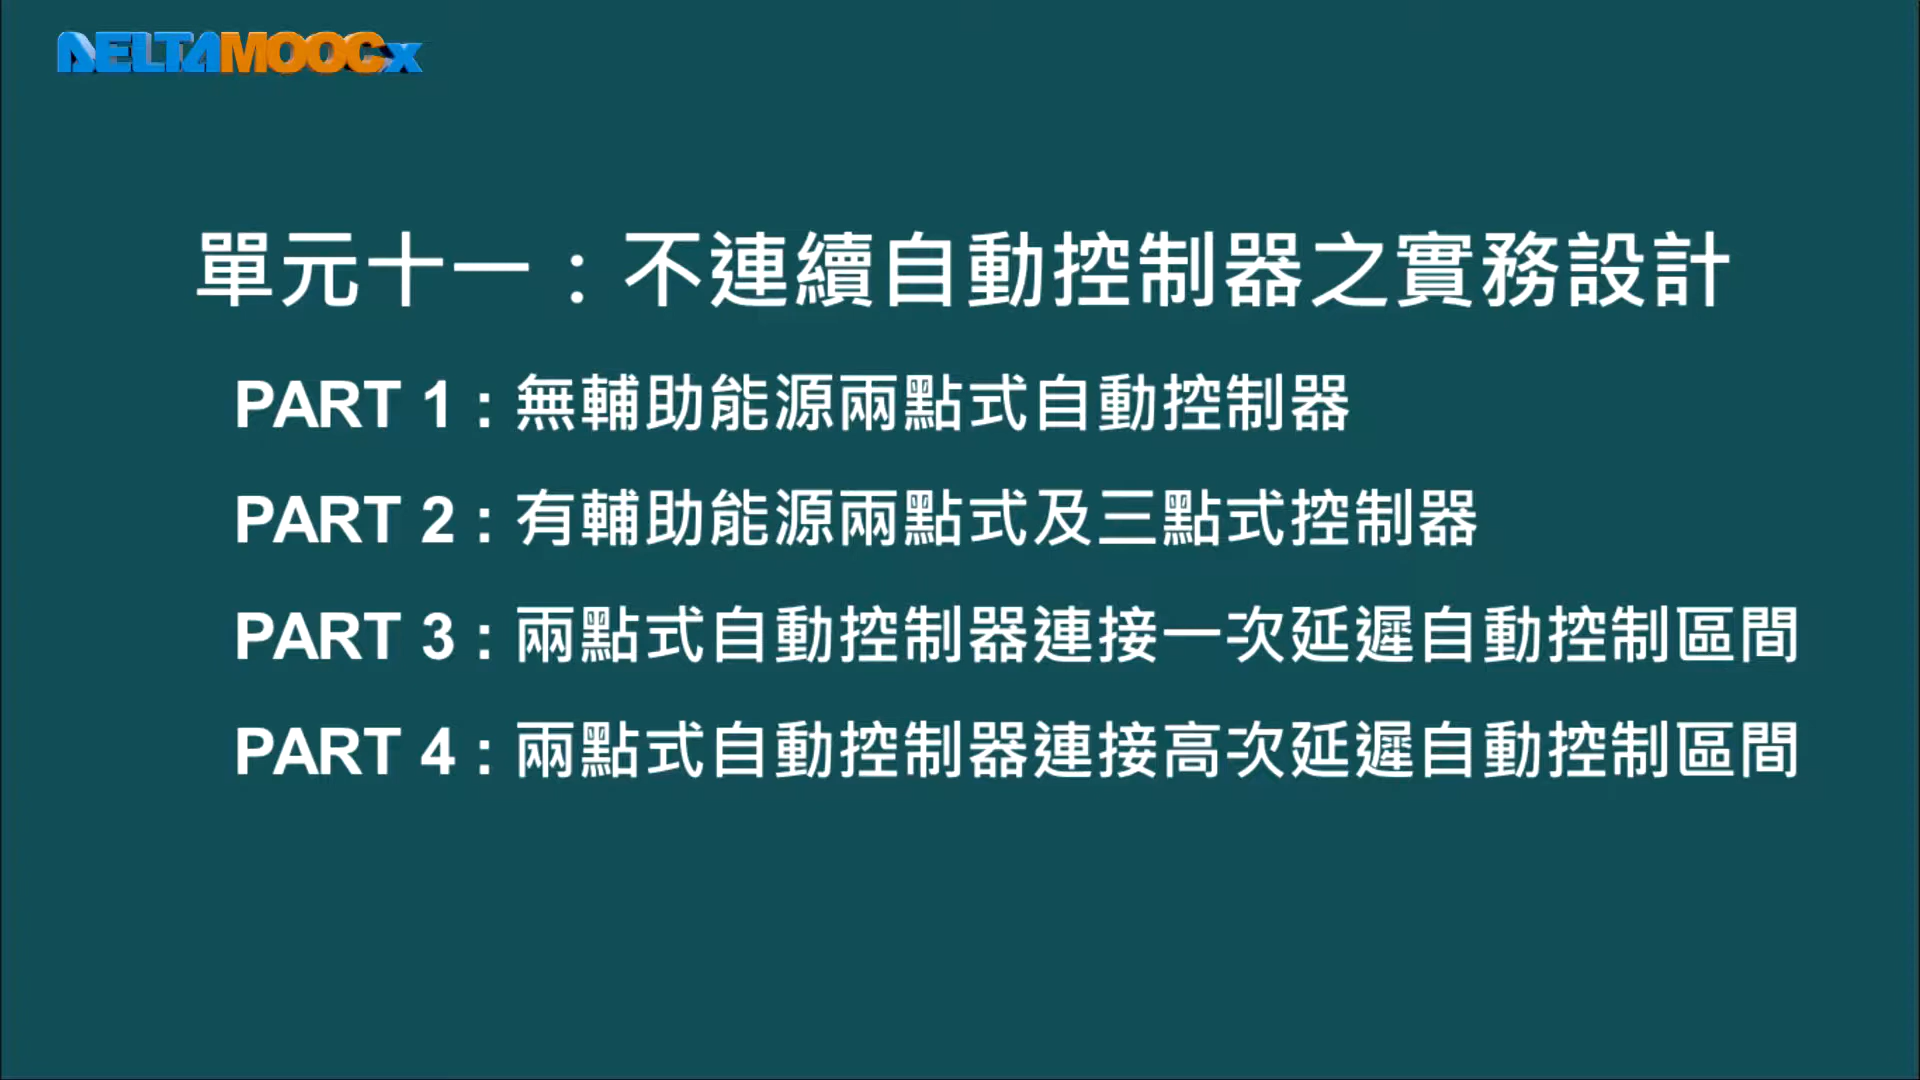 DELTAMOOCx
單元十一：不連續自動控制器之實務設計
PART 1：無輔助能源兩點式自動控制器
PART 2：有輔助能源兩點式及三點式控制器
PART 3：兩點式自動控制器連接一次延遲自動控制區間
PART 4：兩點式自動控制器連接高次延遲自動控制區間